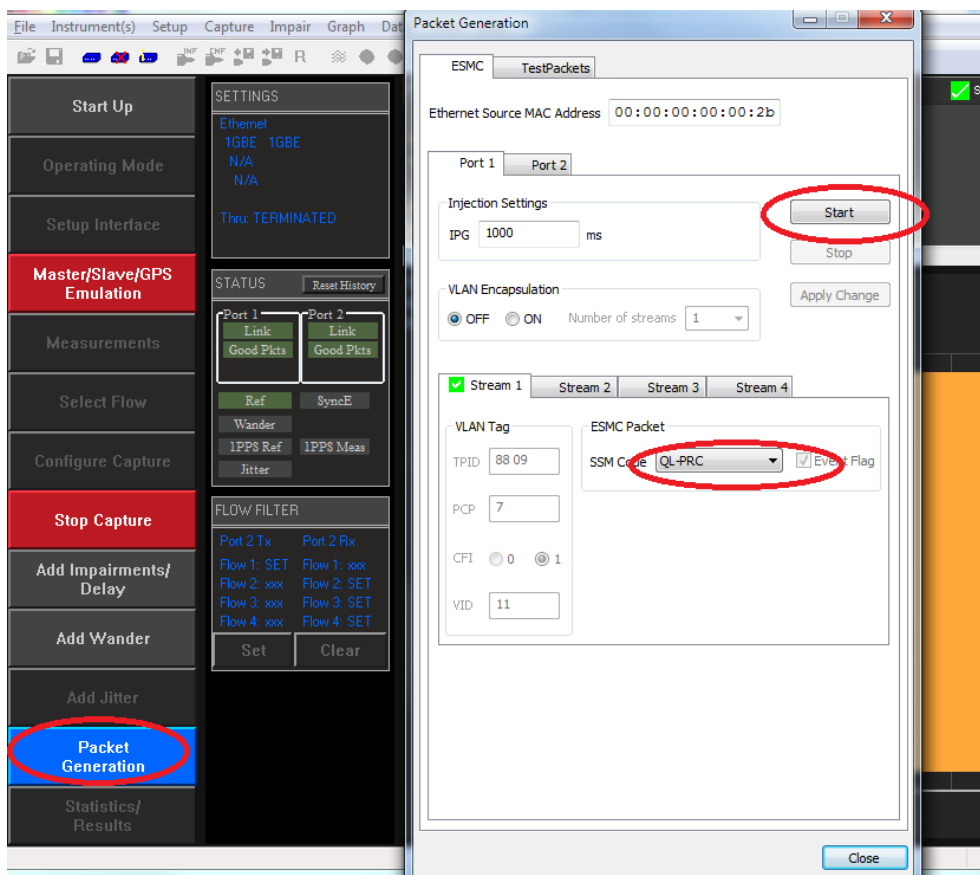 File Instrument(s) Setup Capture Impair Graph Dat
INF INF R
Start Up
Operating Mode
Setup Interface
Master/Slave/GPS
Emulation
Measurements
Select Flow
Configure Capture
Stop Capture
Add Impairments/
Delay
Add Wander
Add Jitter
Packet
Generation
Statistics/
Results
SETTINGS
Ethernet
1GBE 1GBE
N/A
N/A
Thru: TERMINATED
STATUS Reset History
Port 1 Port 2
Link Link
Good Pkts Good Pkts
Ref SyncE
Wander
1PPS Ref 1PPS Meas
Jitter
FLOW FILTER
Port 2 Tx Port 2 Rx
Flow 1: SET Flow 1: xxx
Flow 2: xxx Flow 2: SET
Flow 3: xxx Flow 3: SET
Flow 4: xxx Flow 4: SET
Set Clear
Packet Generation
ESMC TestPackets
Ethernet Source MAC Address 00:00:00:00:00:2b
Port 1 Port 2
Injection Settings
IPG 1000 ms
Start
Stop
Apply Change
VLAN Encapsulation
OFF ON Number of streams 1
Stream 1 Stream 2 Stream 3 Stream 4
VLAN Tag
TPID 88 09
PCP 7
CFI 0 1
VID 11
ESMC Packet
SSM Code QL-PRC Event Flag
Close
S